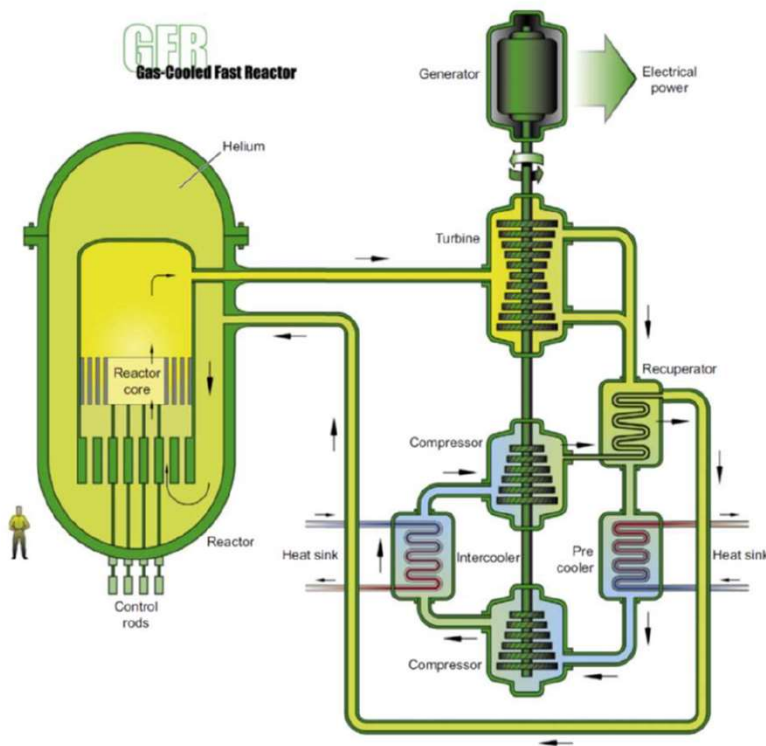 GFR
Gas-Cooled Fast Reactor
Generator
Electrical
power
Helium
Turbine
Recuperator
Reactor
core
Compressor
Reactor
Heat sink
Intercooler
Pre
cooler
Heat sink
Control
rods
Compressor